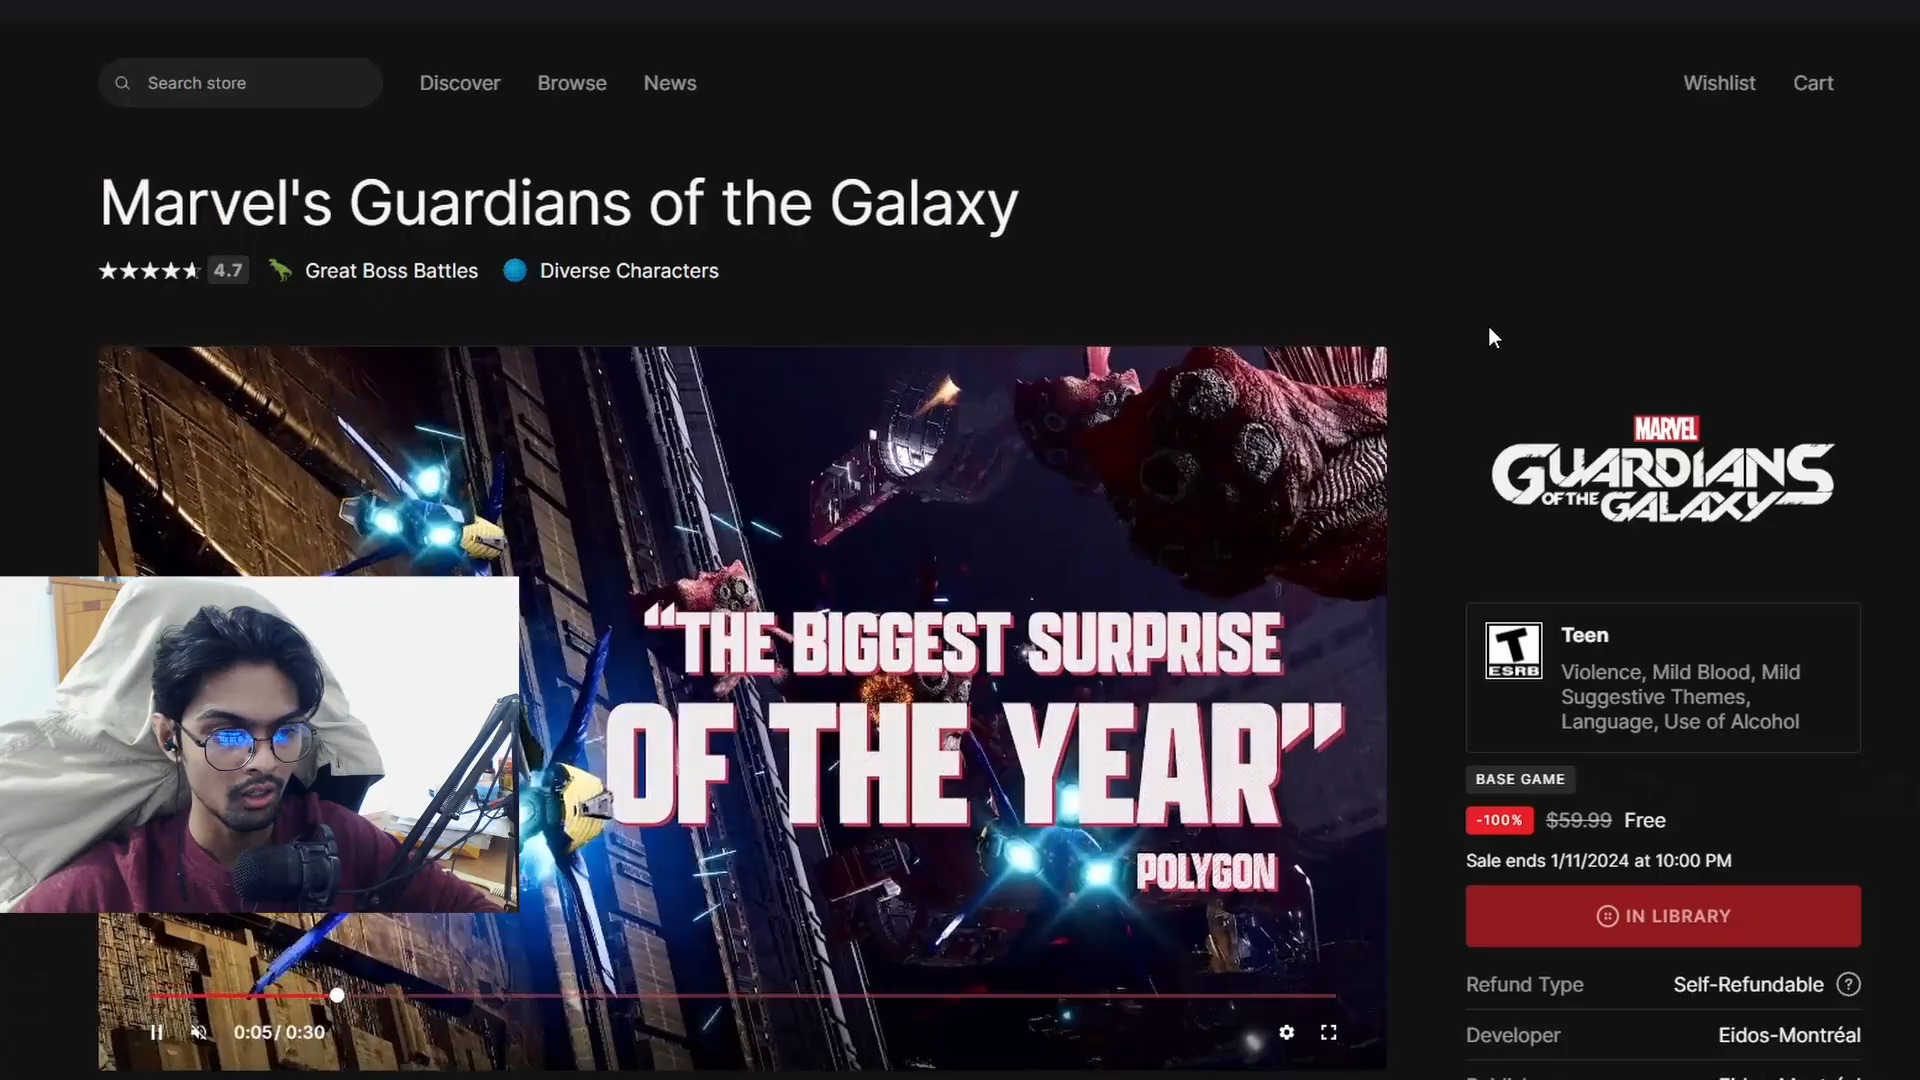 Search store
Discover
Browse
News
Wishlist
Cart
Marvel's Guardians of the Galaxy
4.7
Great Boss Battles
Diverse Characters
“THE BIGGEST SURPRISE
OF THE YEAR”
POLYGON
0:05 / 0:30
MARVEL
GUARDIANS
OF THE GALAXY
T
ESRB
Teen
Violence, Mild Blood, Mild
Suggestive Themes,
Language, Use of Alcohol
BASE GAME
-100%
$59.99
Free
Sale ends 1/11/2024 at 10:00 PM
IN LIBRARY
Refund Type
Self-Refundable
Developer
Eidos-Montréal